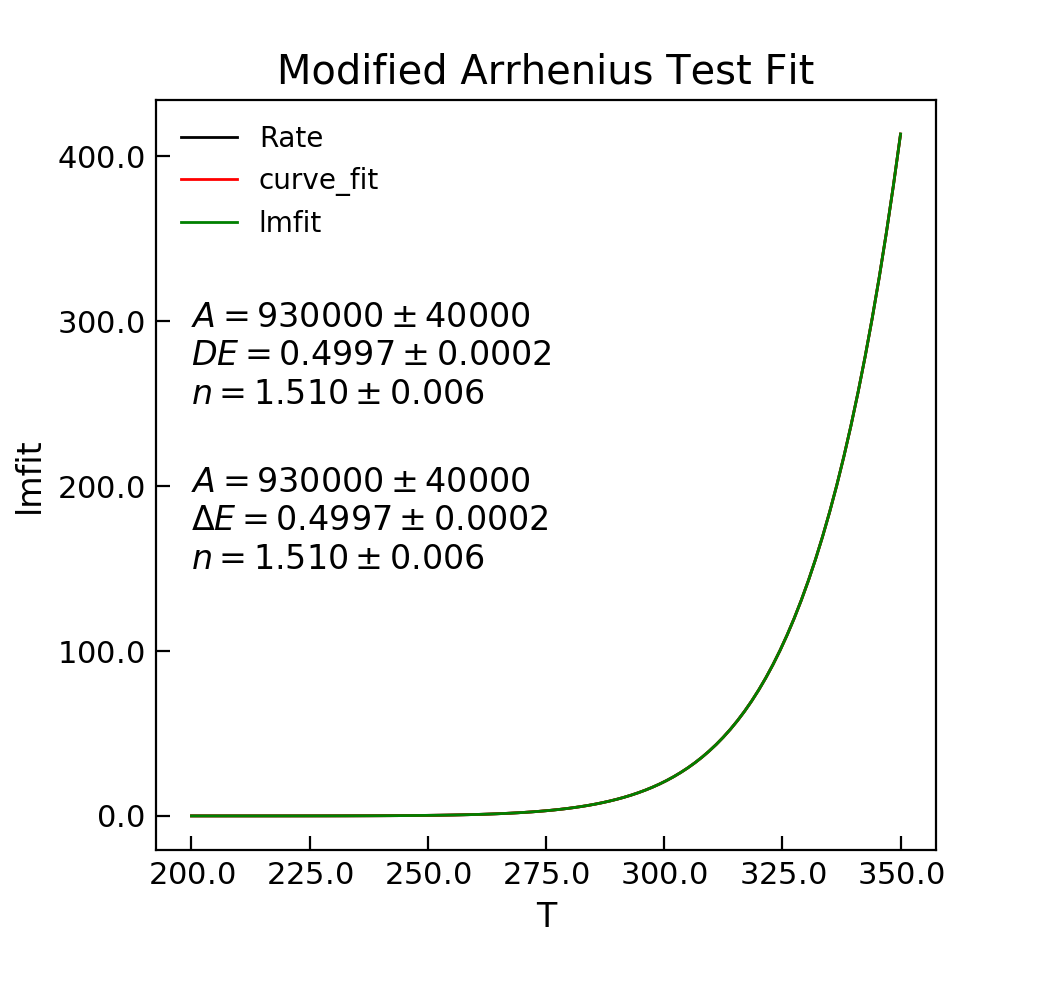 Modified Arrhenius Test Fit
Rate
curve_fit
lmfit
A = 930000 ± 40000
DE = 0.4997 ± 0.0002
n = 1.510 ± 0.006
A = 930000 ± 40000
ΔE = 0.4997 ± 0.0002
n = 1.510 ± 0.006
lmfit
400.0
300.0
200.0
100.0
0.0
200.0 225.0 250.0 275.0 300.0 325.0 350.0
T